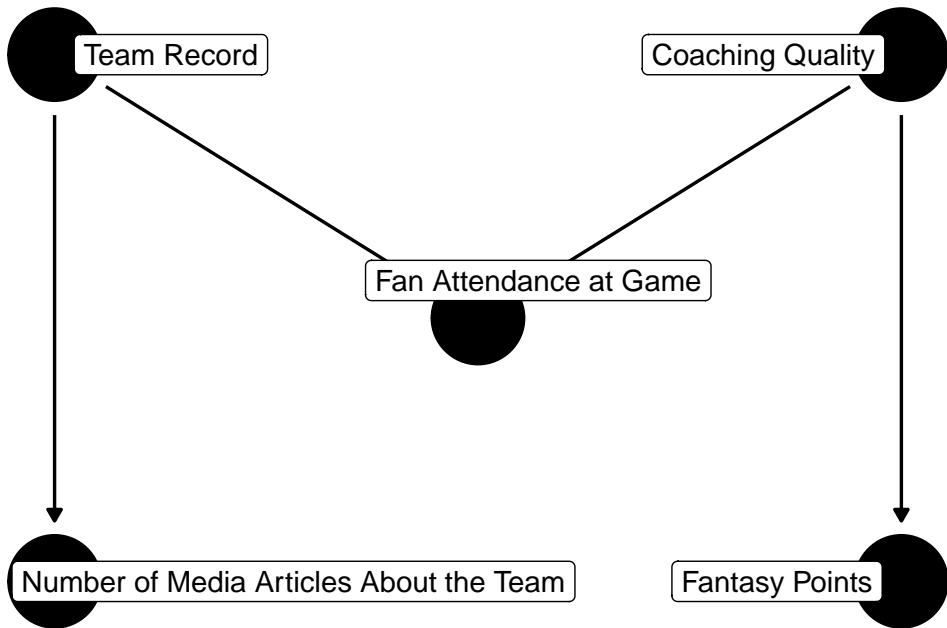 Team Record
Coaching Quality
Fan Attendance at Game
Number of Media Articles About the Team
Fantasy Points